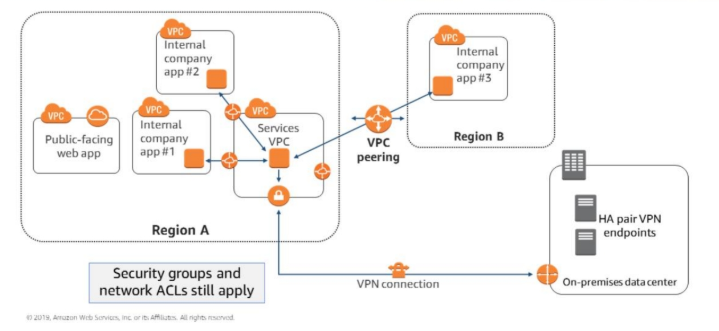 VPC
Internal
company
app #2
VPC
Public-facing
web app
VPC
Internal
company
app #1
VPC
Services
VPC
Region A
VPC
peering
VPC
Internal
company
app #3
Region B
HA pair VPN
endpoints
On-premises data center
VPN connection
Security groups and
network ACLs still apply
© 2019, Amazon Web Services, Inc. or its Affiliates. All rights reserved.